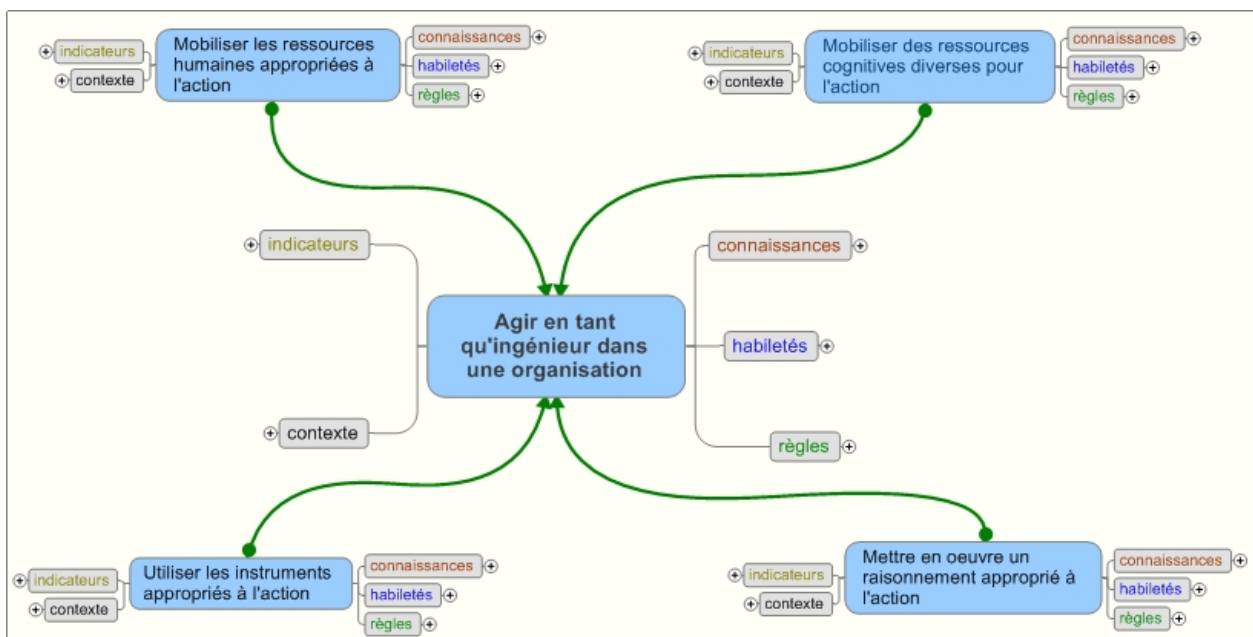 indicateurs
contexte
Mobiliser les ressources
humaines appropriées à
l'action
connaissances
habiletés
règles
indicateurs
contexte
Mobiliser des ressources
cognitives diverses pour
l'action
connaissances
habiletés
règles
indicateurs
contexte
Agir en tant
qu'ingénieur dans
une organisation
connaissances
habiletés
règles
indicateurs
contexte
Utiliser les instruments
appropriés à l'action
connaissances
habiletés
règles
indicateurs
contexte
Mettre en oeuvre un
raisonnement approprié à
l'action
connaissances
habiletés
règles